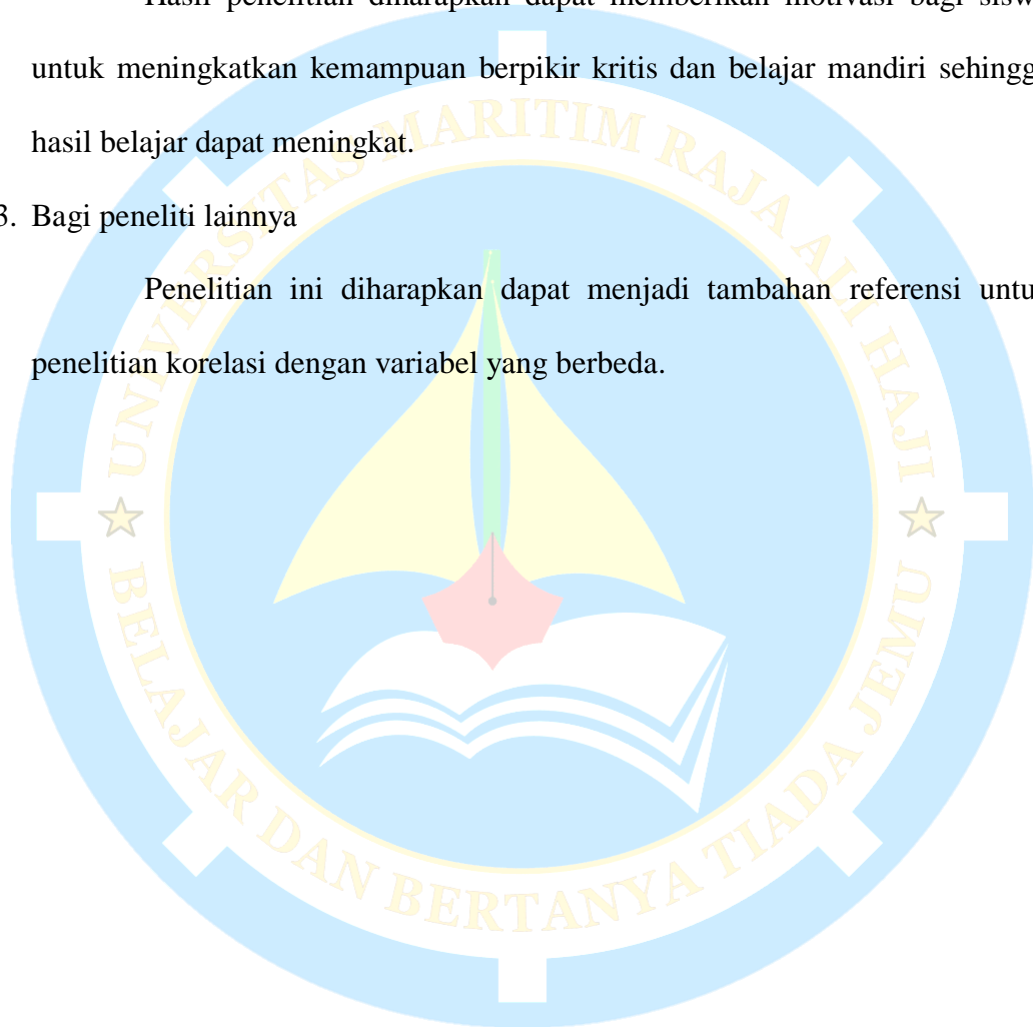 Hasil penelitian diharapkan dapat memberikan motivasi bagi sisw
untuk meningkatkan kemampuan berpikir kritis dan belajar mandiri sehingg
hasil belajar dapat meningkat.
3. Bagi peneliti lainnya
Penelitian ini diharapkan dapat menjadi tambahan referensi untu
penelitian korelasi dengan variabel yang berbeda.
UNIVERSITAS MARITIM RAJA ALI HAJI
BELAJAR DAN BERTANYA TIADA JEMU